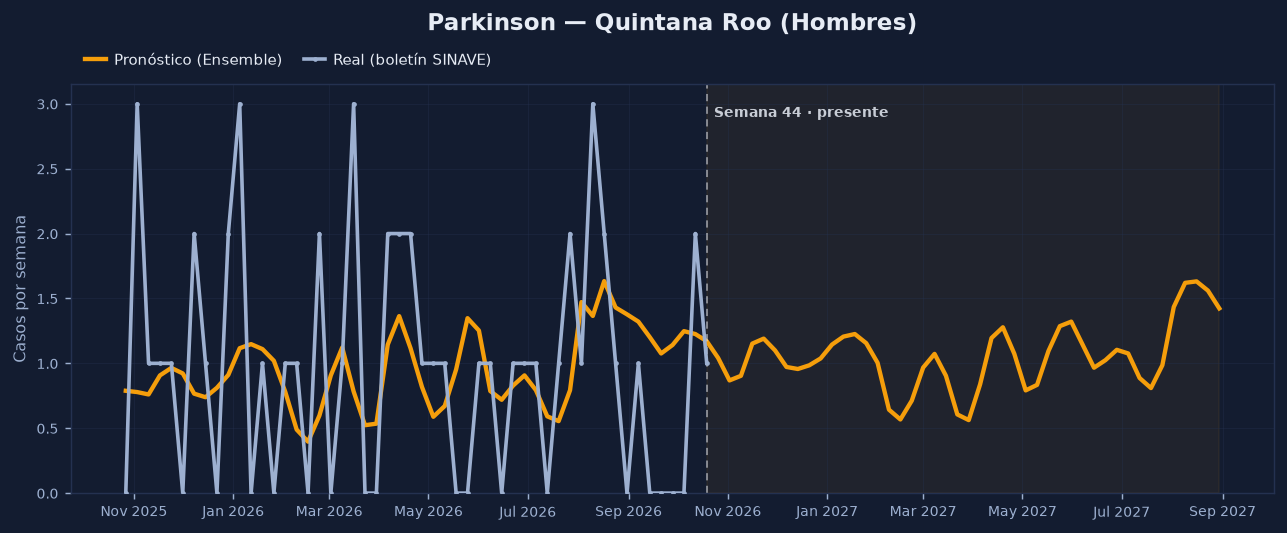 Parkinson — Quintana Roo (Hombres)
Pronóstico (Ensemble)
Real (boletín SINAVE)
Semana 44 · presente
Casos por semana
3.0
2.5
2.0
1.5
1.0
0.5
0.0
Nov 2025
Jan 2026
Mar 2026
May 2026
Jul 2026
Sep 2026
Nov 2026
Jan 2027
Mar 2027
May 2027
Jul 2027
Sep 2027